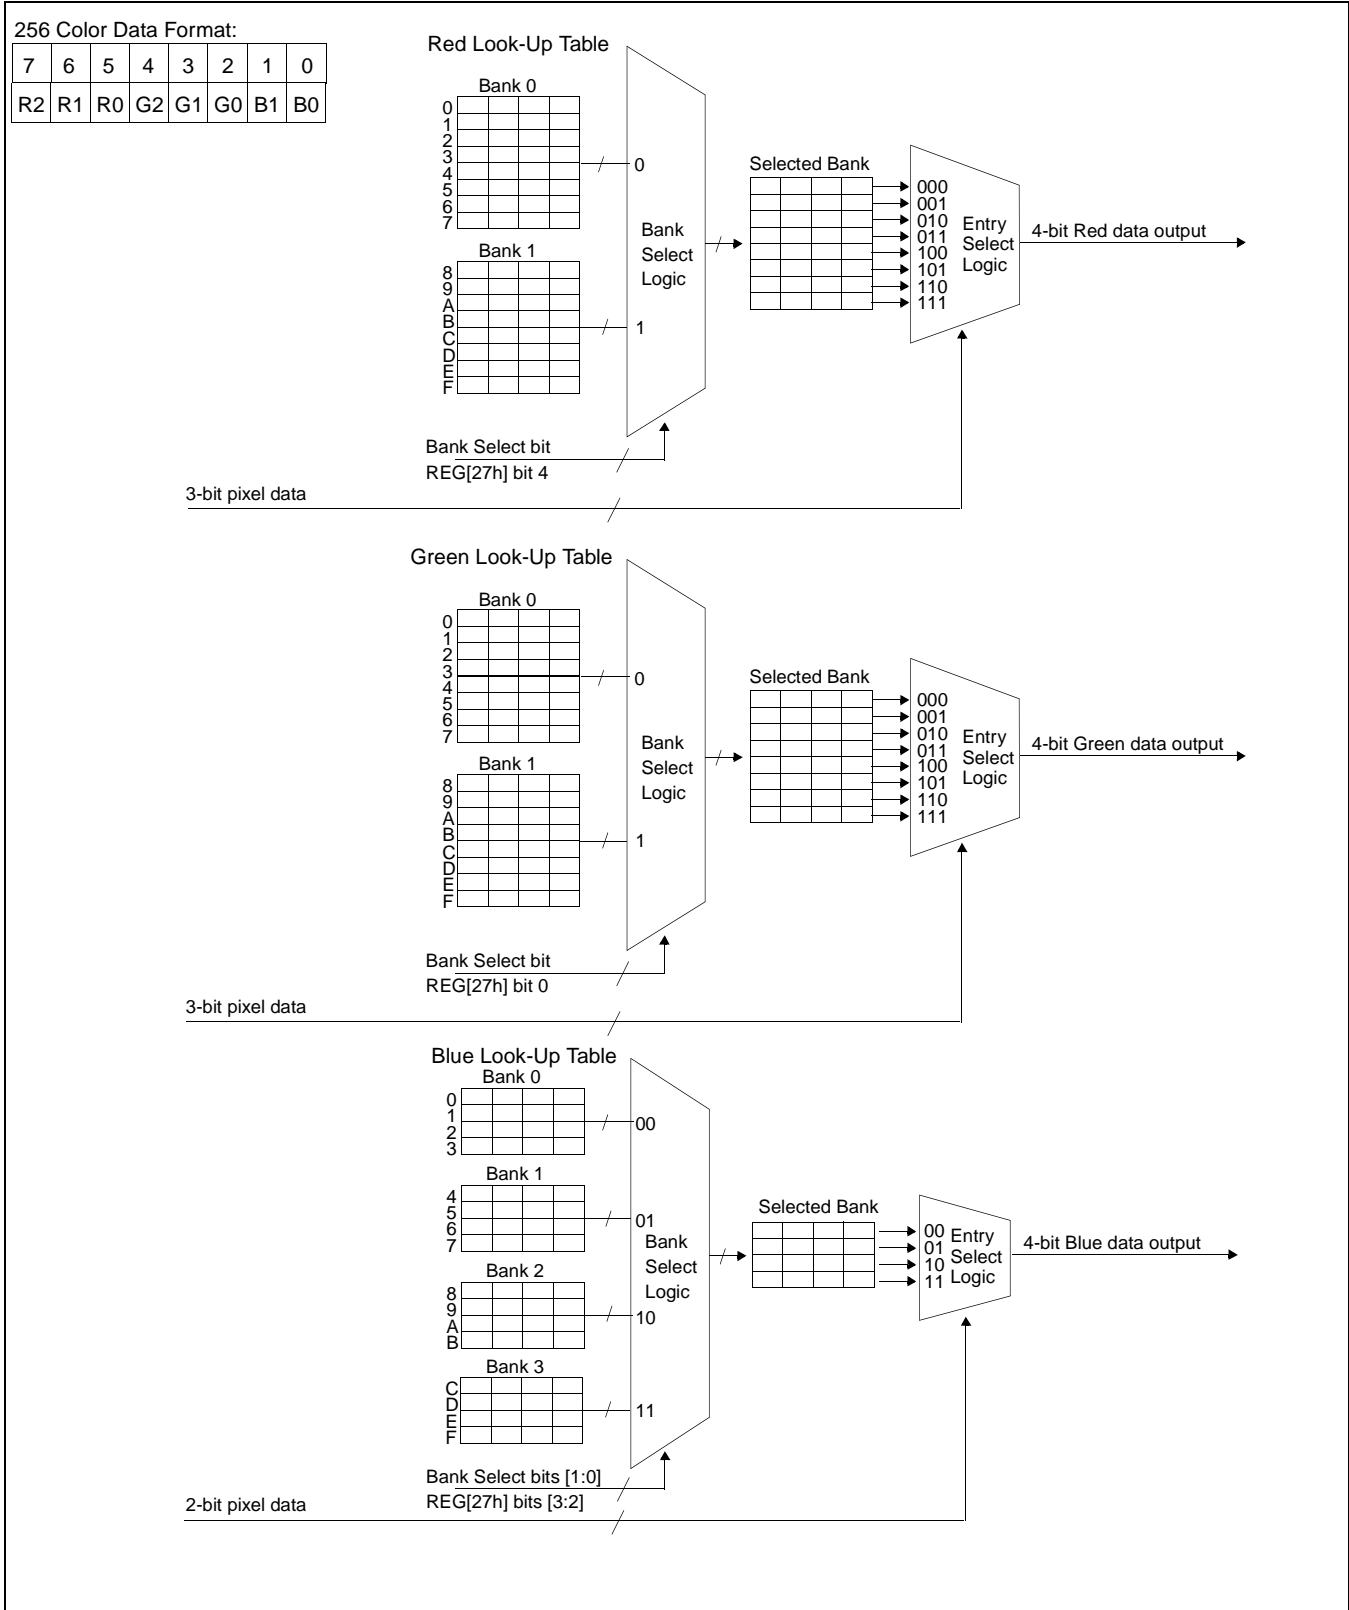 256 Color Data Format:
7 6 5 4 3 2 1 0
R2 R1 R0 G2 G1 G0 B1 B0
Red Look-Up Table
Bank 0
0
1
2
3
4
5
6
7
0
Bank 1
8
9
A
B
C
D
E
F
1
Bank
Select
Logic
Selected Bank
000
001
010
011
100
101
110
111
Entry
Select
Logic
4-bit Red data output
Bank Select bit
REG[27h] bit 4
3-bit pixel data
Green Look-Up Table
Bank 0
0
1
2
3
4
5
6
7
0
Bank 1
8
9
A
B
C
D
E
F
1
Bank
Select
Logic
Selected Bank
000
001
010
011
100
101
110
111
Entry
Select
Logic
4-bit Green data output
Bank Select bit
REG[27h] bit 0
3-bit pixel data
Blue Look-Up Table
Bank 0
0
1
2
3
00
Bank 1
4
5
6
7
01
Bank 2
8
9
A
B
10
Bank 3
C
D
E
F
11
Bank
Select
Logic
Selected Bank
00
01
10
11
Entry
Select
Logic
4-bit Blue data output
Bank Select bits [1:0]
REG[27h] bits [3:2]
2-bit pixel data